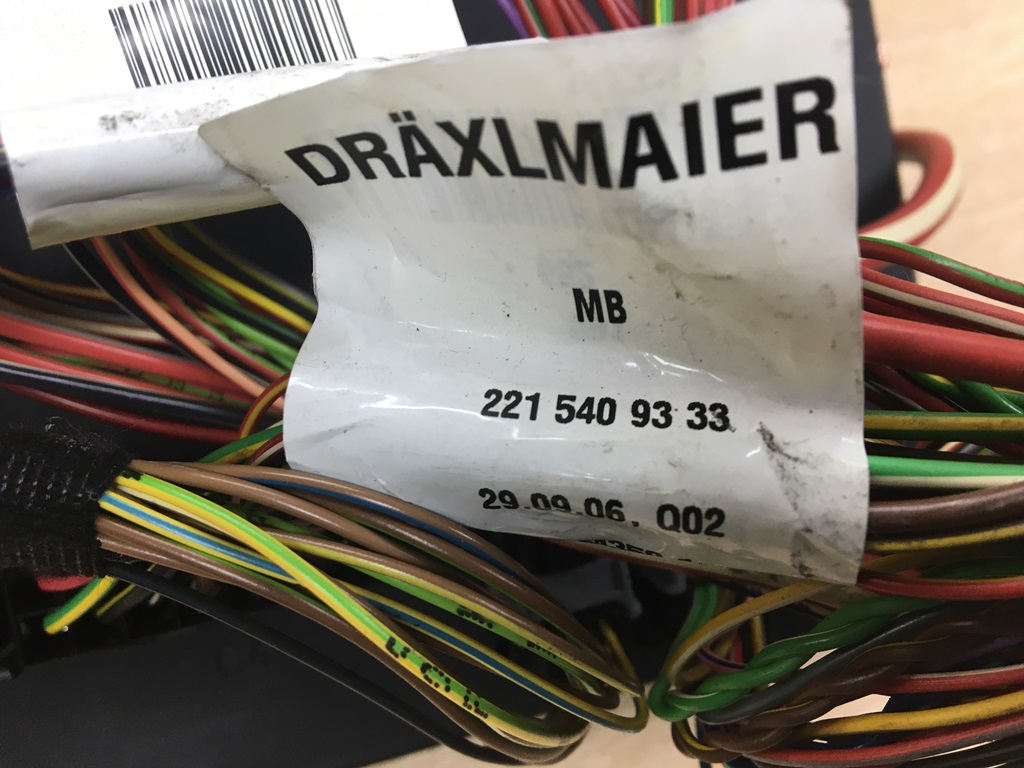 DRÄXLMAIER
MB
221 540 93 33
29.09.06. Q02